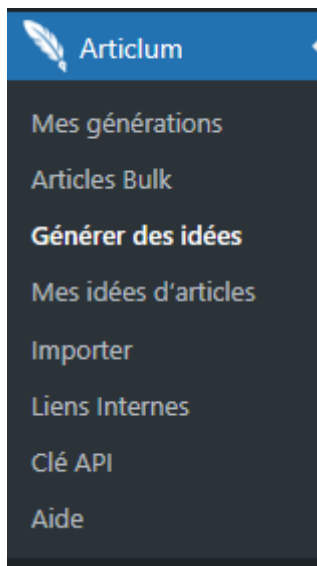 Articlum
Mes générations
Articles Bulk
Générer des idées
Mes idées d'articles
Importer
Liens Internes
Clé API
Aide